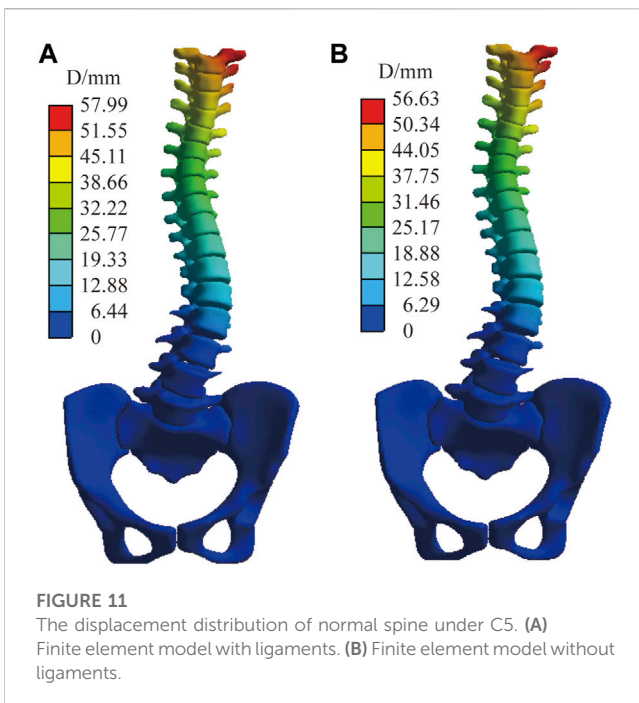 A
D/mm
57.99
51.55
45.11
38.66
32.22
25.77
19.33
12.88
6.44
0
B
D/mm
56.63
50.34
44.05
37.75
31.46
25.17
18.88
12.58
6.29
0
FIGURE 11
The displacement distribution of normal spine under C5. (A)
Finite element model with ligaments. (B) Finite element model without
ligaments.